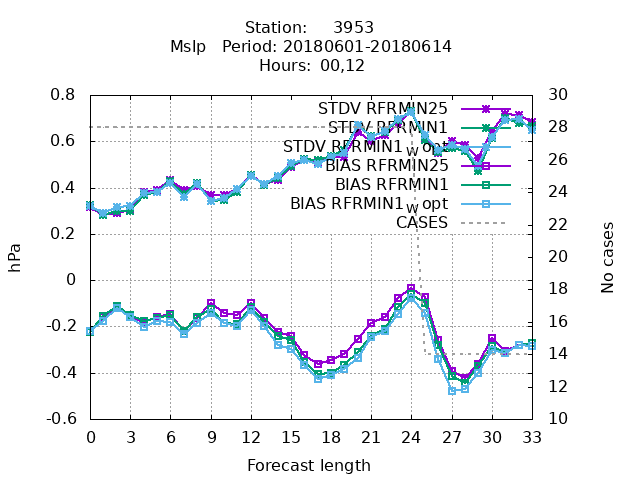 Station: 3953
Mslp Period: 20180601-20180614
Hours: 00,12
hPa
No cases
0.8
0.6
0.4
0.2
0
-0.2
-0.4
-0.6
30
28
26
24
22
20
18
16
14
12
10
STDV RFRMIN25
STDV RFRMIN1
STDV RFRMIN1w opt
BIAS RFRMIN25
BIAS RFRMIN1
BIAS RFRMIN1w opt
CASES
0 3 6 9 12 15 18 21 24 27 30 33
Forecast length